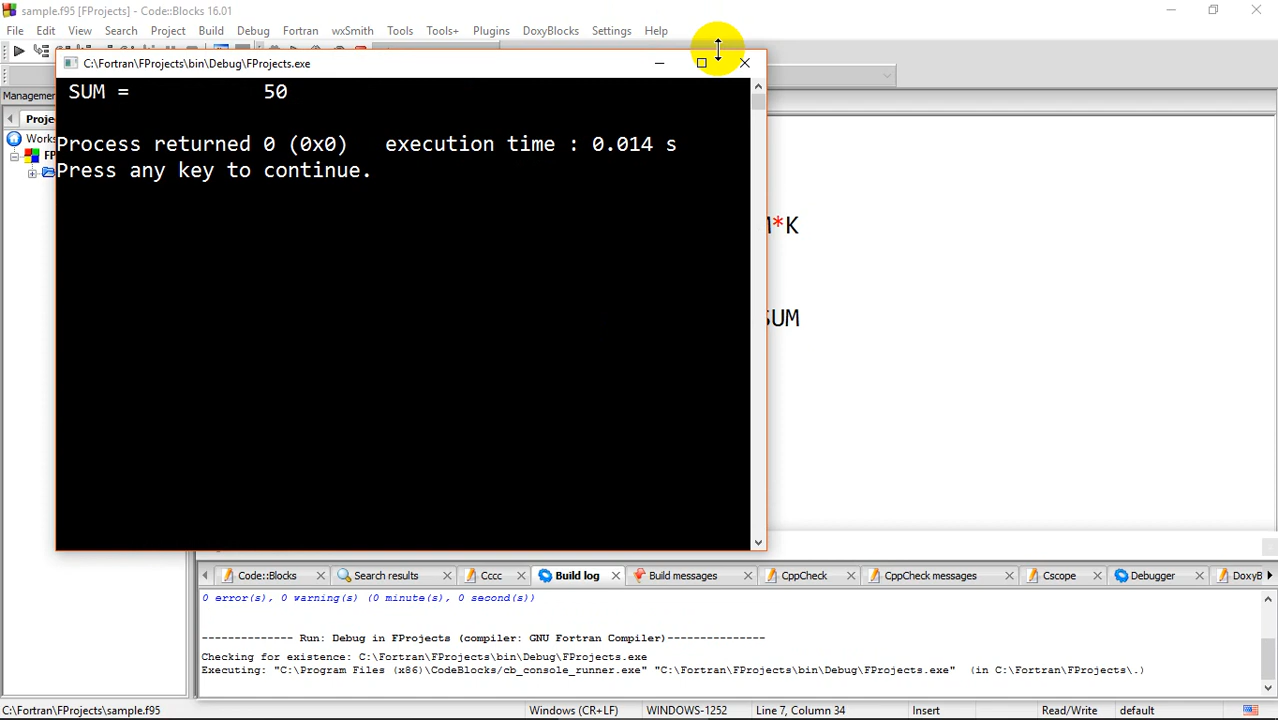 sample.f95 [FProjects] - Code::Blocks 16.01
File Edit View Search Project Build Debug Fortran wxSmith Tools Tools+ Plugins DoxyBlocks Settings Help
C:\Fortran\FProjects\bin\Debug\FProjects.exe
SUM = 50
Process returned 0 (0x0) execution time : 0.014 s
Press any key to continue.
Management
Proje
Works
FP
*K
SUM
Code::Blocks Search results Cccc Build log Build messages CppCheck CppCheck messages Cscope Debugger DoxyB
0 error(s), 0 warning(s) (0 minute(s), 0 second(s))
-------------- Run: Debug in FProjects (compiler: GNU Fortran Compiler)---------------
Checking for existence: C:\Fortran\FProjects\bin\Debug\FProjects.exe
Executing: "C:\Program Files (x86)\CodeBlocks/cb_console_runner.exe" "C:\Fortran\FProjects\bin\Debug\FProjects.exe" (in C:\Fortran\FProjects\.)
C:\Fortran\FProjects\sample.f95 Windows (CR+LF) WINDOWS-1252 Line 7, Column 34 Insert Read/Write default